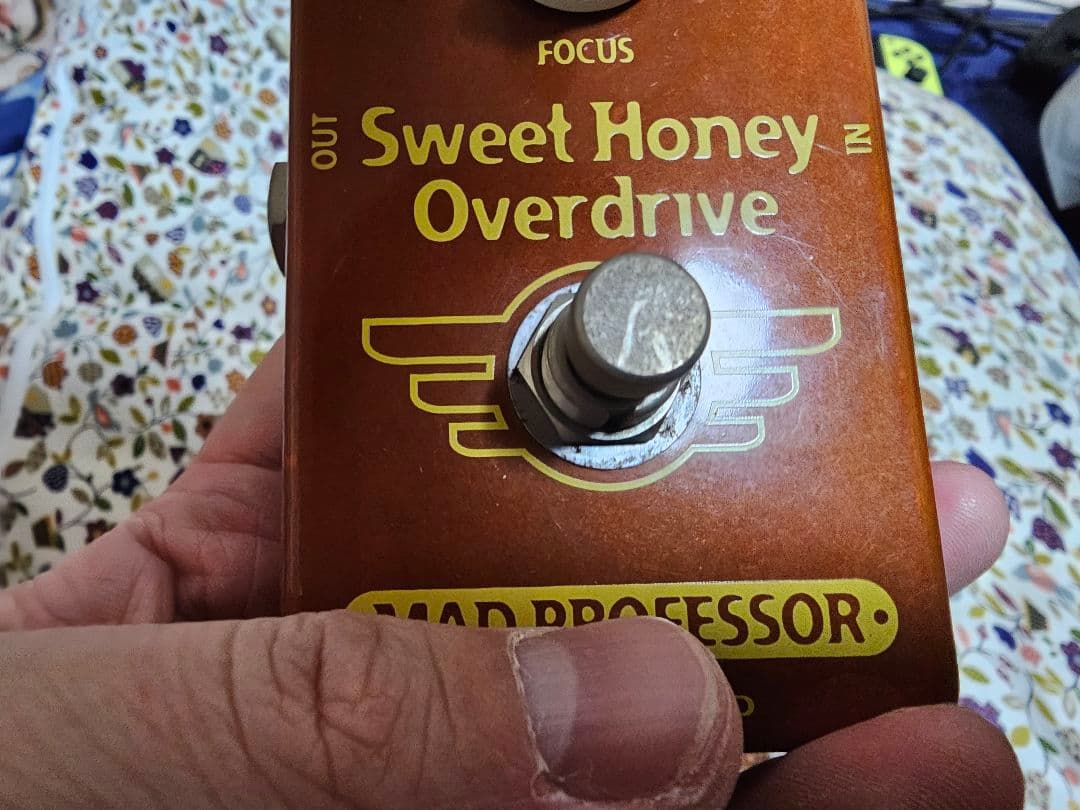 FOCUS
OUT
Sweet Honey
IN
Overdrive
MAD PROFESSOR